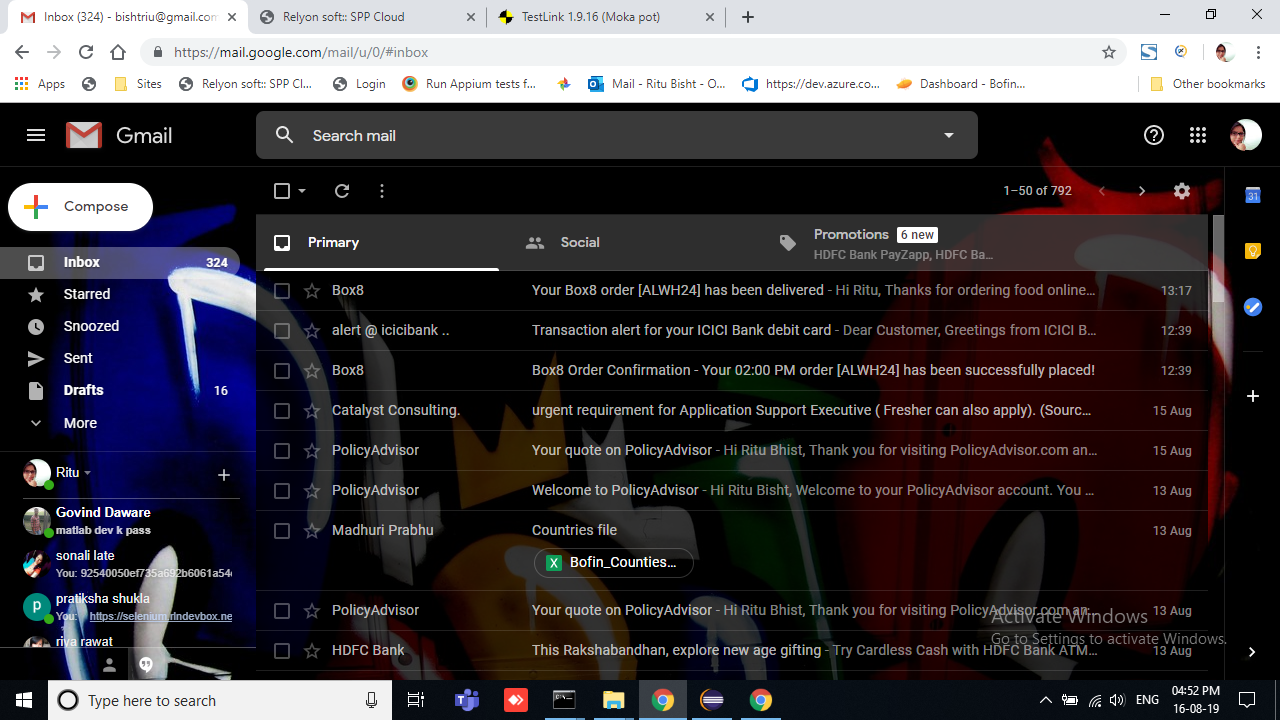 Inbox (324) - bishtriu@gmail.com
Relyon soft:: SPP Cloud
TestLink 1.9.16 (Moka pot)
https://mail.google.com/mail/u/0/#inbox
Apps
Sites
Relyon soft:: SPP Cl...
Login
Run Appium tests f...
Mail - Ritu Bisht - O...
https://dev.azure.co...
Dashboard - Bofin...
Other bookmarks
Gmail
Search mail
Compose
1–50 of 792
31
Primary
Social
Promotions 6 new
HDFC Bank PayZapp, HDFC Ba...
Inbox 324
Starred
Snoozed
Sent
Drafts 16
More
Box8 Your Box8 order [ALWH24] has been delivered - Hi Ritu, Thanks for ordering food online... 13:17
alert @ icicibank .. Transaction alert for your ICICI Bank debit card - Dear Customer, Greetings from ICICI B... 12:39
Box8 Box8 Order Confirmation - Your 02:00 PM order [ALWH24] has been successfully placed! 12:39
Catalyst Consulting. urgent requirement for Application Support Executive ( Fresher can also apply). (Sourc... 15 Aug
PolicyAdvisor Your quote on PolicyAdvisor - Hi Ritu Bhist, Thank you for visiting PolicyAdvisor.com an... 15 Aug
PolicyAdvisor Welcome to PolicyAdvisor - Hi Ritu Bisht, Welcome to your PolicyAdvisor account. You ... 13 Aug
Madhuri Prabhu Countries file 13 Aug
Bofin_Counties...
PolicyAdvisor Your quote on PolicyAdvisor - Hi Ritu Bhist, Thank you for visiting PolicyAdvisor.com an... 13 Aug
HDFC Bank This Rakshabandhan, explore new age gifting - Try Cardless Cash with HDFC Bank ATM... 13 Aug
Ritu
Govind Daware
matlab dev k pass
sonali late
You: 92540050ef735a692b6061a54
p
pratiksha shukla
You: https://selenium.rlndevbox.ne
riya rawat
Activate Windows
Go to Settings to activate Windows.
Type here to search
ENG
04:52 PM
16-08-19